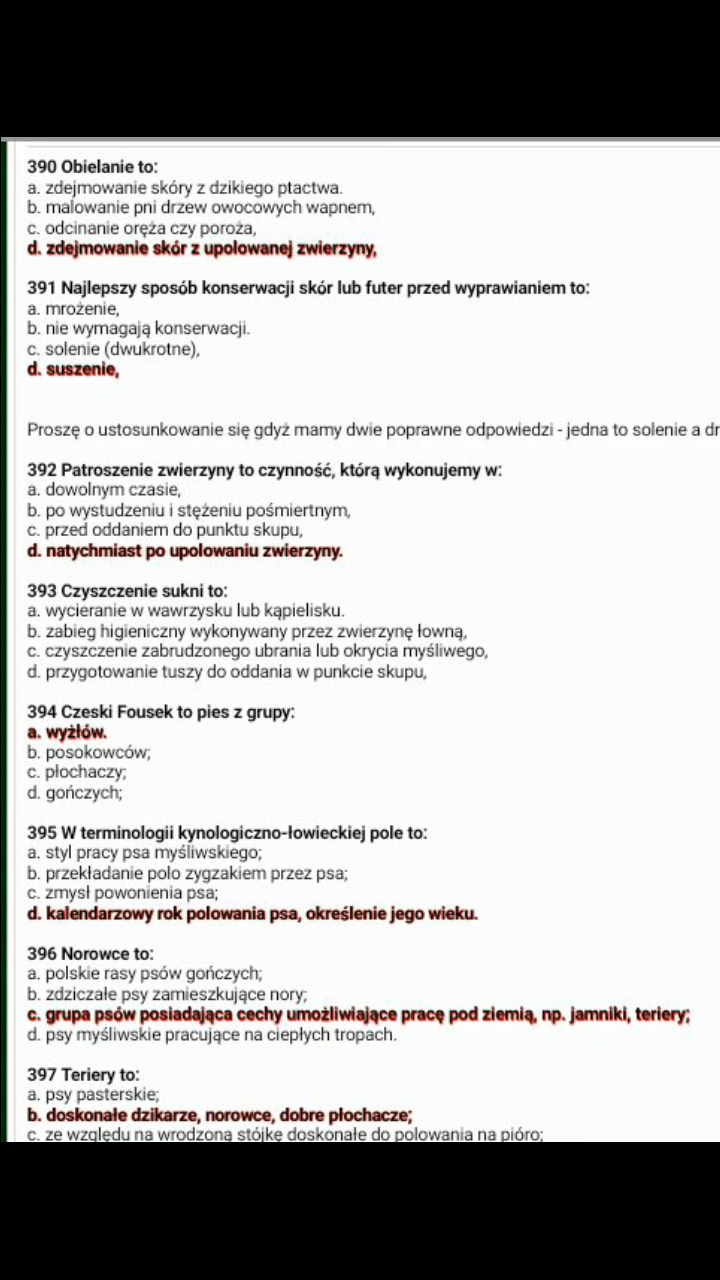 390 Obielanie to:
a. zdejmowanie skóry z dzikiego ptactwa.
b. malowanie pni drzew owocowych wapnem,
c. odcinanie oręża czy poroża,
d. zdejmowanie skór z upolowanej zwierzyny,
391 Najlepszy sposób konserwacji skór lub futer przed wyprawianiem to:
a. mrożenie,
b. nie wymagają konserwacji.
c. solenie (dwukrotne),
d. suszenie,
Proszę o ustosunkowanie się gdyż mamy dwie poprawne odpowiedzi - jedna to solenie a
392 Patroszenie zwierzyny to czynność, którą wykonujemy w:
a. dowolnym czasie,
b. po wystudzeniu i stężeniu pośmiertnym,
c. przed oddaniem do punktu skupu,
d. natychmiast po upolowaniu zwierzyny.
393 Czyszczenie sukni to:
a. wycieranie w wawrzysku lub kąpielisku.
b. zabieg higieniczny wykonywany przez zwierzynę łowną,
c. czyszczenie zabrudzonego ubrania lub okrycia myśliwego,
d. przygotowanie tuszy do oddania w punkcie skupu,
394 Czeski Fousek to pies z grupy:
a. wyżłów.
b. posokowców;
c. płochaczy;
d. gończych;
395 W terminologii kynologiczno-łowieckiej pole to:
a. styl pracy psa myśliwskiego;
b. przekładanie polo zygzakiem przez psa;
c. zmysł powonienia psa;
d. kalendarzowy rok polowania psa, określenie jego wieku.
396 Norowce to:
a. polskie rasy psów gończych;
b. zdziczałe psy zamieszkujące nory;
c. grupa psów posiadająca cechy umożliwiające pracę pod ziemią, np. jamniki, teriery;
d. psy myśliwskie pracujące na ciepłych tropach.
397 Teriery to:
a. psy pasterskie;
b. doskonałe dzikarze, norowce, dobre płochacze;
c. ze względu na wrodzoną stójkę doskonałe do polowania na pióro;